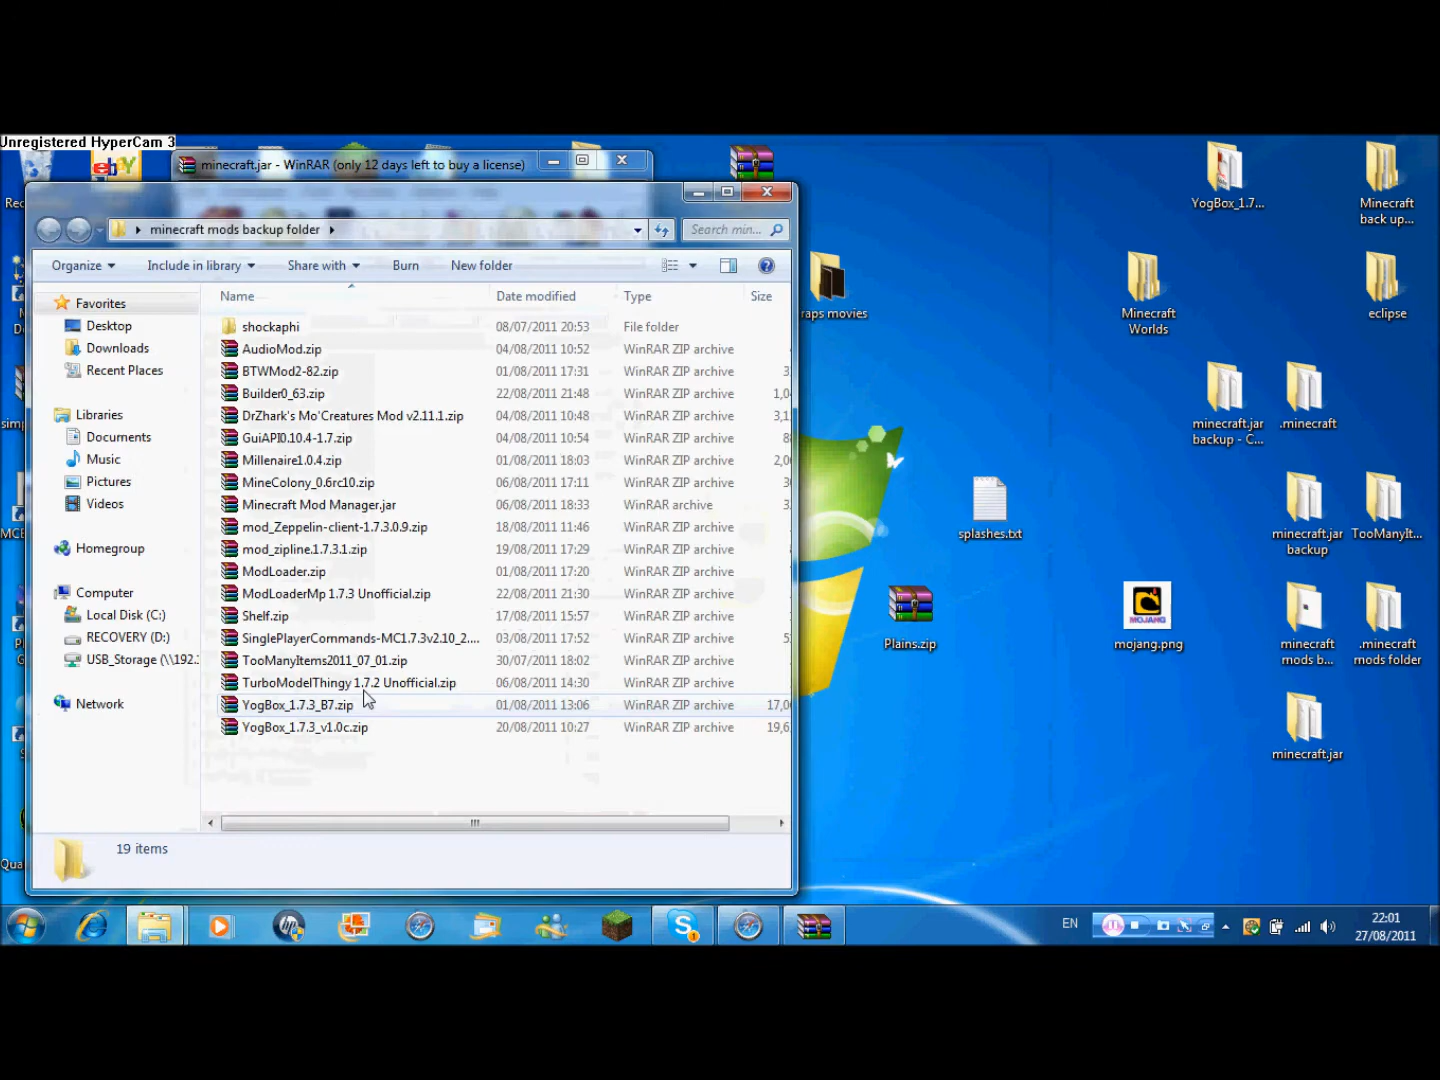 Unregistered HyperCam 3
minecraft.jar - WinRAR (only 12 days left to buy a license)
minecraft mods backup folder
Search min...
Organize
Include in library
Share with
Burn
New folder
Name
Date modified
Type
Size
Favorites
Desktop
Downloads
Recent Places
Libraries
Documents
Music
Pictures
Videos
Homegroup
Computer
Local Disk (C:)
RECOVERY (D:)
USB_Storage (\\192.
Network
shockaphi 08/07/2011 20:53 File folder
AudioMod.zip 04/08/2011 10:52 WinRAR ZIP archive
BTWMod2-82.zip 01/08/2011 17:31 WinRAR ZIP archive
Builder0_63.zip 22/08/2011 21:48 WinRAR ZIP archive 1,0
DrZhark's Mo'Creatures Mod v2.11.1.zip 04/08/2011 10:48 WinRAR ZIP archive 3,1
GuiAPI0.10.4-1.7.zip 04/08/2011 10:54 WinRAR ZIP archive
Millenaire1.0.4.zip 01/08/2011 18:03 WinRAR ZIP archive 2,0
MineColony_0.6rc10.zip 06/08/2011 17:11 WinRAR ZIP archive
Minecraft Mod Manager.jar 06/08/2011 18:33 WinRAR archive
mod_Zeppelin-client-1.7.3.0.9.zip 18/08/2011 11:46 WinRAR ZIP archive
mod_zipline.1.7.3.1.zip 19/08/2011 17:29 WinRAR ZIP archive
ModLoader.zip 01/08/2011 17:20 WinRAR ZIP archive
ModLoaderMp 1.7.3 Unofficial.zip 22/08/2011 21:30 WinRAR ZIP archive
Shelf.zip 17/08/2011 15:57 WinRAR ZIP archive
SinglePlayerCommands-MC1.7.3v2.10_2.... 03/08/2011 17:52 WinRAR ZIP archive
TooManyItems2011_07_01.zip 30/07/2011 18:02 WinRAR ZIP archive
TurboModelThingy 1.7.2 Unofficial.zip 06/08/2011 14:30 WinRAR ZIP archive
YogBox_1.7.3_B7.zip 01/08/2011 13:06 WinRAR ZIP archive 17,0
YogBox_1.7.3_v1.0c.zip 20/08/2011 10:27 WinRAR ZIP archive 19,6
19 items
YogBox_1.7...
Minecraft
back up...
raps movies
Minecraft
Worlds
eclipse
minecraft.jar
backup - C...
.minecraft
splashes.txt
minecraft.jar
backup
TooManyIt...
Plains.zip
mojang.png
MOJANG
minecraft
mods b...
.minecraft
mods folder
minecraft.jar
EN
22:01
27/08/2011